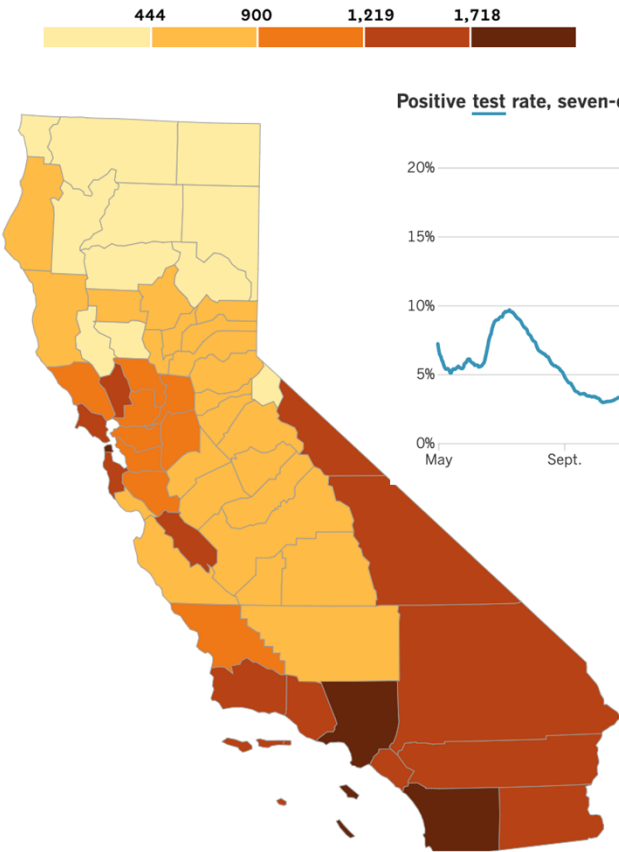 444 900 1,219 1,718
Positive test rate, seven-
20%
15%
10%
5%
0%
May Sept.